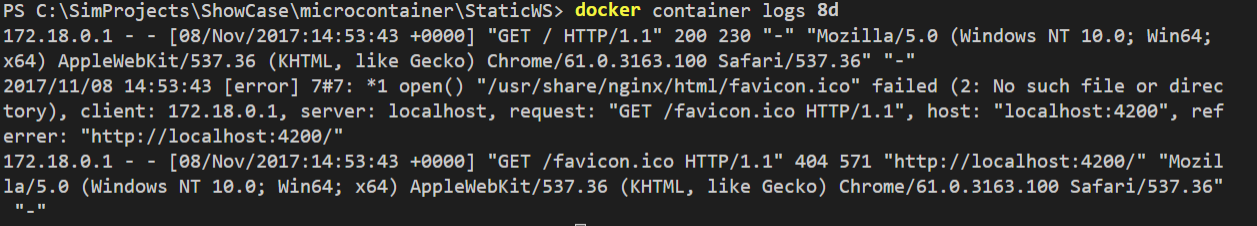 PS C:\SimProjects\ShowCase\microcontainer\StaticWS> docker container logs 8d
172.18.0.1 - - [08/Nov/2017:14:53:43 +0000] "GET / HTTP/1.1" 200 230 "-" "Mozilla/5.0 (Windows NT 10.0; Win64;
x64) AppleWebKit/537.36 (KHTML, like Gecko) Chrome/61.0.3163.100 Safari/537.36" "-"
2017/11/08 14:53:43 [error] 7#7: *1 open() "/usr/share/nginx/html/favicon.ico" failed (2: No such file or direc
tory), client: 172.18.0.1, server: localhost, request: "GET /favicon.ico HTTP/1.1", host: "localhost:4200", ref
errer: "http://localhost:4200/"
172.18.0.1 - - [08/Nov/2017:14:53:43 +0000] "GET /favicon.ico HTTP/1.1" 404 571 "http://localhost:4200/" "Mozil
la/5.0 (Windows NT 10.0; Win64; x64) AppleWebKit/537.36 (KHTML, like Gecko) Chrome/61.0.3163.100 Safari/537.36"
"-"